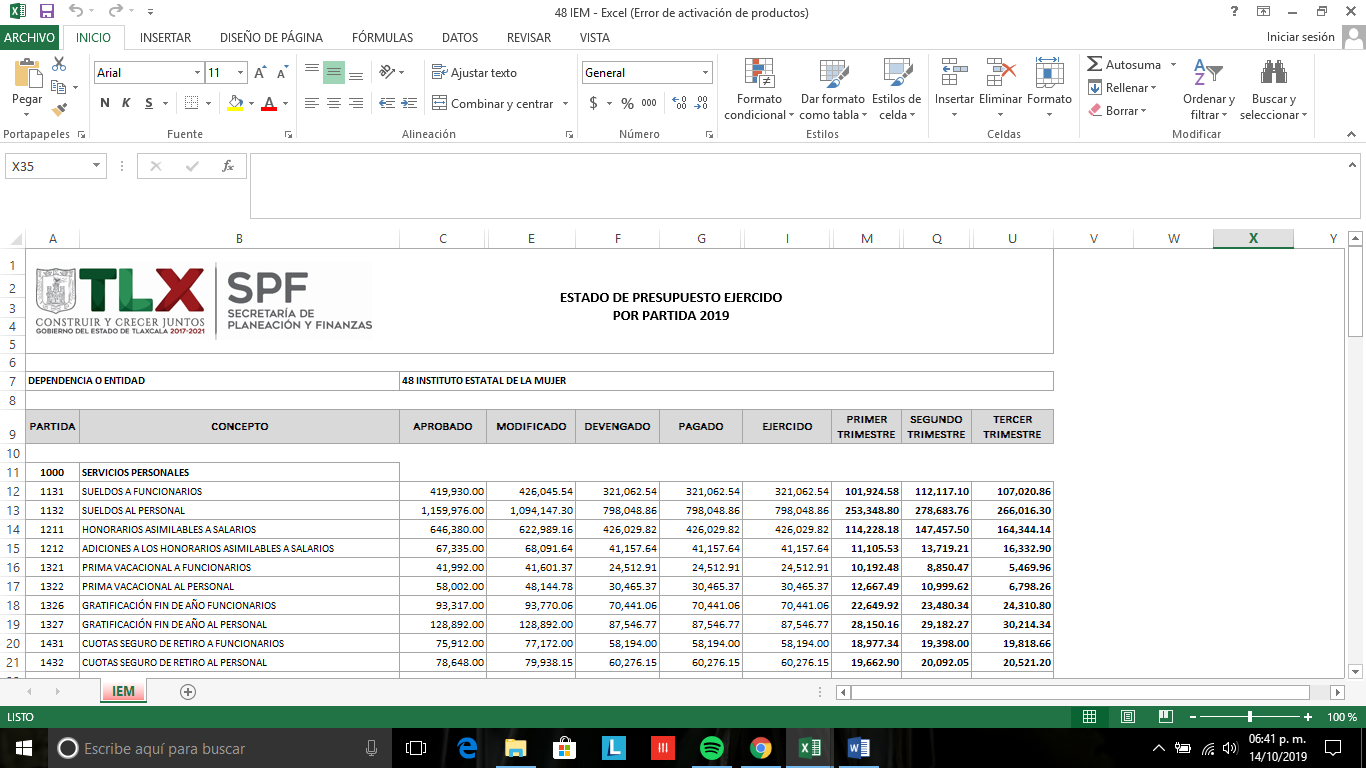 48 IEM - Excel (Error de activación de productos)
ARCHIVO INICIO INSERTAR DISEÑO DE PÁGINA FÓRMULAS DATOS REVISAR VISTA Iniciar sesión
Pegar
Portapapeles
Arial 11
N K S
Fuente
Ajustar texto
Combinar y centrar
Alineación
General
$ % 000
Número
Formato condicional
Dar formato como tabla
Estilos de celda
Estilos
Insertar Eliminar Formato
Celdas
Autosuma
Rellenar
Borrar
Ordenar y filtrar
Buscar y seleccionar
Modificar
X35 fx
A B C E F G I M Q U V W X Y
1
2
3
4
5
TLX SPF
SECRETARÍA DE
PLANEACIÓN Y FINANZAS
CONSTRUIR Y CRECER JUNTOS
GOBIERNO DEL ESTADO DE TLAXCALA 2017-2021
ESTADO DE PRESUPUESTO EJERCIDO
POR PARTIDA 2019
6
7 DEPENDENCIA O ENTIDAD 48 INSTITUTO ESTATAL DE LA MUJER
8
9 PARTIDA CONCEPTO APROBADO MODIFICADO DEVENGADO PAGADO EJERCIDO PRIMER TRIMESTRE SEGUNDO TRIMESTRE TERCER TRIMESTRE
10
11 1000 SERVICIOS PERSONALES
12 1131 SUELDOS A FUNCIONARIOS 419,930.00 426,045.54 321,062.54 321,062.54 321,062.54 101,924.58 112,117.10 107,020.86
13 1132 SUELDOS AL PERSONAL 1,159,976.00 1,094,147.30 798,048.86 798,048.86 798,048.86 253,348.80 278,683.76 266,016.30
14 1211 HONORARIOS ASIMILABLES A SALARIOS 646,380.00 622,989.16 426,029.82 426,029.82 426,029.82 114,228.18 147,457.50 164,344.14
15 1212 ADICIONES A LOS HONORARIOS ASIMILABLES A SALARIOS 67,335.00 68,091.64 41,157.64 41,157.64 41,157.64 11,105.53 13,719.21 16,332.90
16 1321 PRIMA VACACIONAL A FUNCIONARIOS 41,992.00 41,601.37 24,512.91 24,512.91 24,512.91 10,192.48 8,850.47 5,469.96
17 1322 PRIMA VACACIONAL AL PERSONAL 58,002.00 48,144.78 30,465.37 30,465.37 30,465.37 12,667.49 10,999.62 6,798.26
18 1326 GRATIFICACIÓN FIN DE AÑO FUNCIONARIOS 93,317.00 93,770.06 70,441.06 70,441.06 70,441.06 22,649.92 23,480.34 24,310.80
19 1327 GRATIFICACIÓN FIN DE AÑO AL PERSONAL 128,892.00 128,892.00 87,546.77 87,546.77 87,546.77 28,150.16 29,182.27 30,214.34
20 1431 CUOTAS SEGURO DE RETIRO A FUNCIONARIOS 75,912.00 77,172.00 58,194.00 58,194.00 58,194.00 18,977.34 19,398.00 19,818.66
21 1432 CUOTAS SEGURO DE RETIRO AL PERSONAL 78,648.00 79,938.15 60,276.15 60,276.15 60,276.15 19,662.90 20,092.05 20,521.20
IEM
LISTO 100 %
Escribe aquí para buscar
06:41 p. m.
14/10/2019